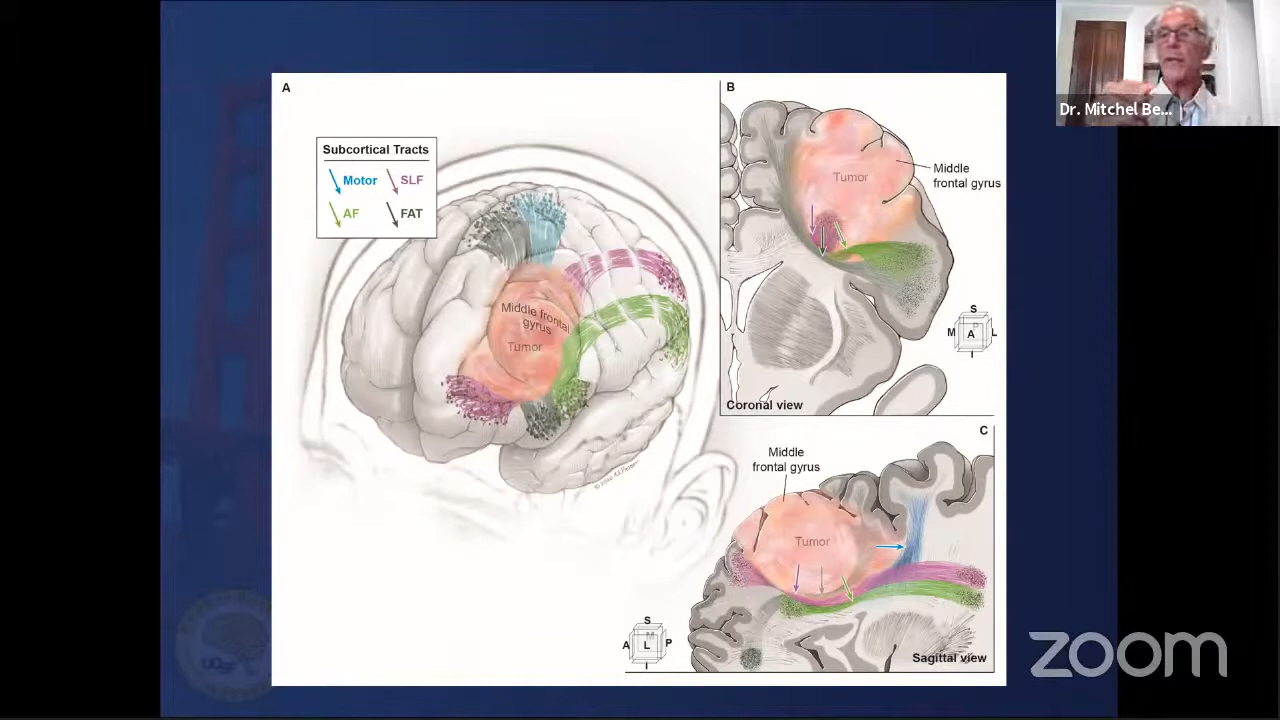 A
Subcortical Tracts
Motor
SLF
AF
FAT
Middle frontal
gyrus
Tumor
B
Middle
frontal gyrus
Tumor
S
M
A
L
I
Coronal view
C
Middle
frontal gyrus
Tumor
S
A
L
P
I
Sagittal view
Dr. Mitchel Be...
zoom